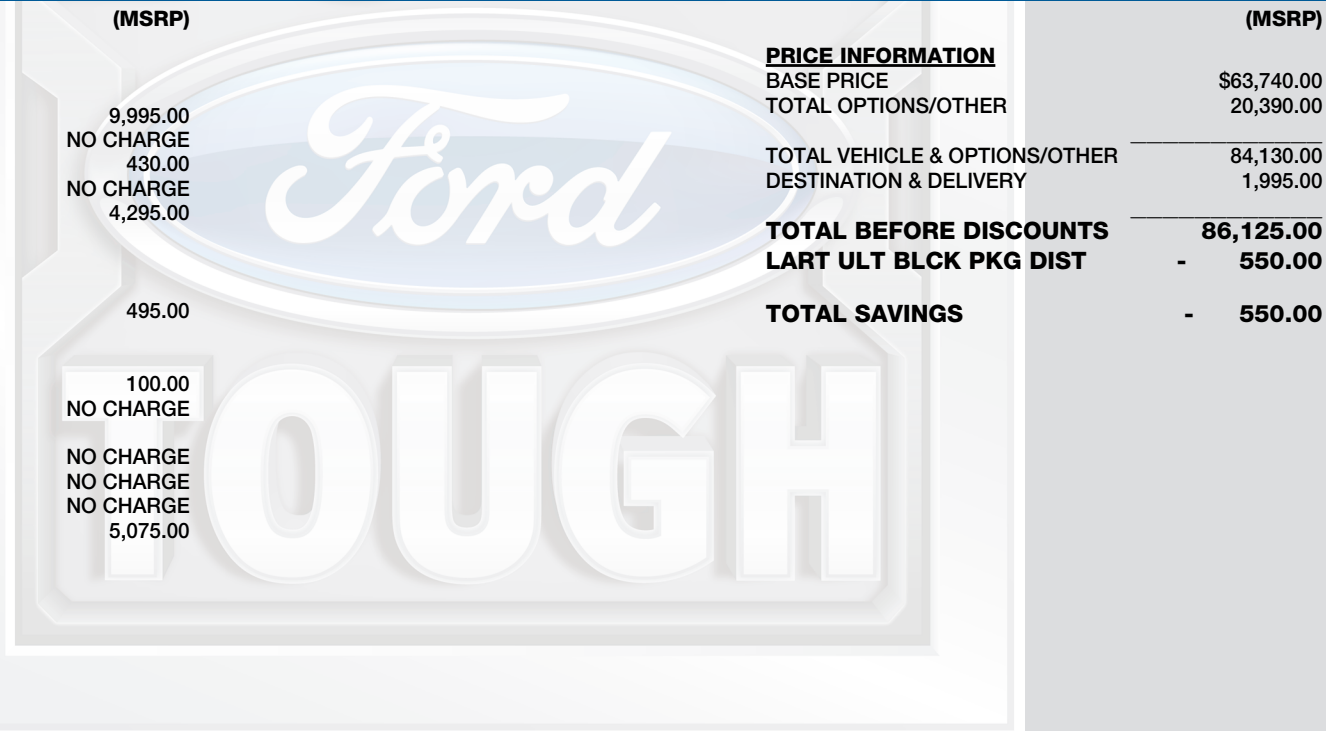 (MSRP)
9,995.00
NO CHARGE
430.00
NO CHARGE
4,295.00
495.00
100.00
NO CHARGE
NO CHARGE
NO CHARGE
NO CHARGE
5,075.00
Ford
TOUGH
(MSRP)
PRICE INFORMATION
BASE PRICE $63,740.00
TOTAL OPTIONS/OTHER 20,390.00
TOTAL VEHICLE & OPTIONS/OTHER 84,130.00
DESTINATION & DELIVERY 1,995.00
TOTAL BEFORE DISCOUNTS 86,125.00
LART ULT BLCK PKG DIST - 550.00
TOTAL SAVINGS - 550.00